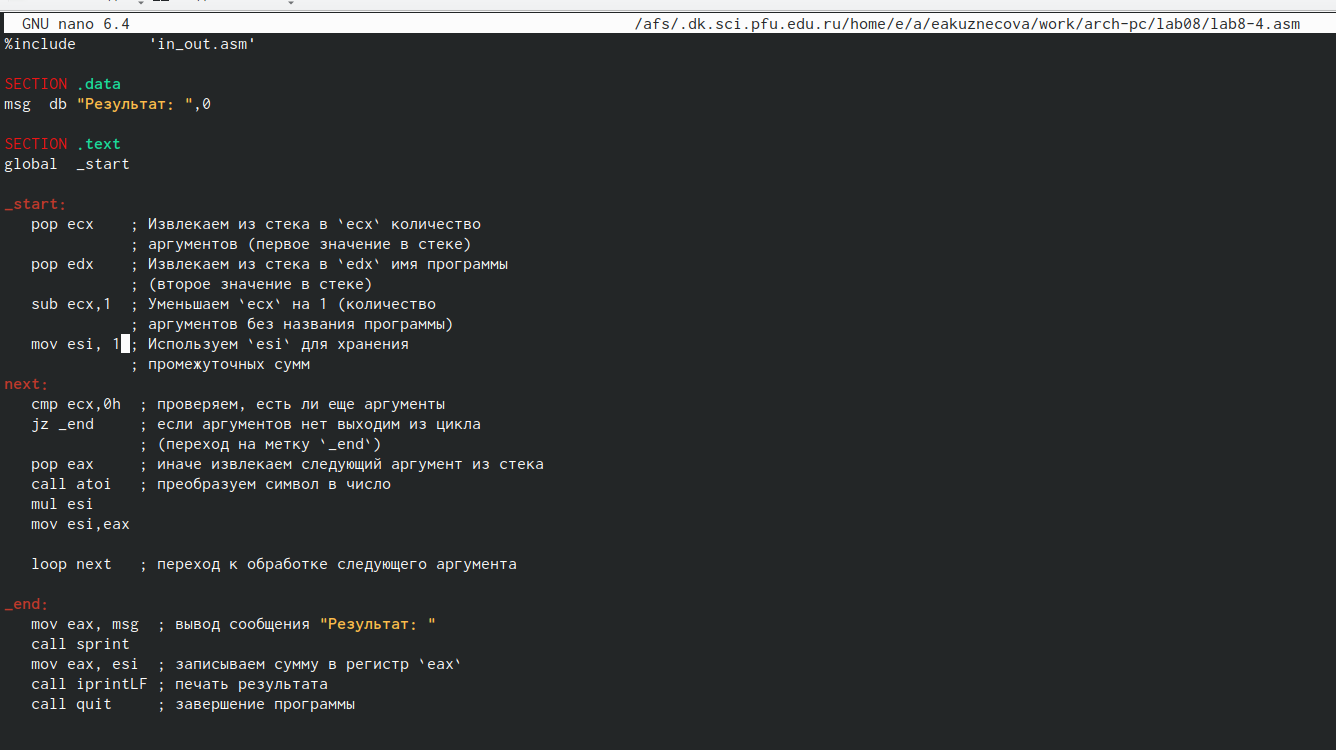 GNU nano 6.4 /afs/.dk.sci.pfu.edu.ru/home/e/a/eakuznecova/work/arch-pc/lab08/lab8-4.asm
%include 'in_out.asm'
SECTION .data
msg db "Результат: ",0
SECTION .text
global _start
_start:
pop ecx ; Извлекаем из стека в `ecx` количество
; аргументов (первое значение в стеке)
pop edx ; Извлекаем из стека в `edx` имя программы
; (второе значение в стеке)
sub ecx,1 ; Уменьшаем `ecx` на 1 (количество
; аргументов без названия программы)
mov esi, 1 ; Используем `esi` для хранения
; промежуточных сумм
next:
cmp ecx,0h ; проверяем, есть ли еще аргументы
jz _end ; если аргументов нет выходим из цикла
; (переход на метку `_end`)
pop eax ; иначе извлекаем следующий аргумент из стека
call atoi ; преобразуем символ в число
mul esi
mov esi,eax
loop next ; переход к обработке следующего аргумента
_end:
mov eax, msg ; вывод сообщения "Результат: "
call sprint
mov eax, esi ; записываем сумму в регистр `eax`
call iprintLF ; печать результата
call quit ; завершение программы